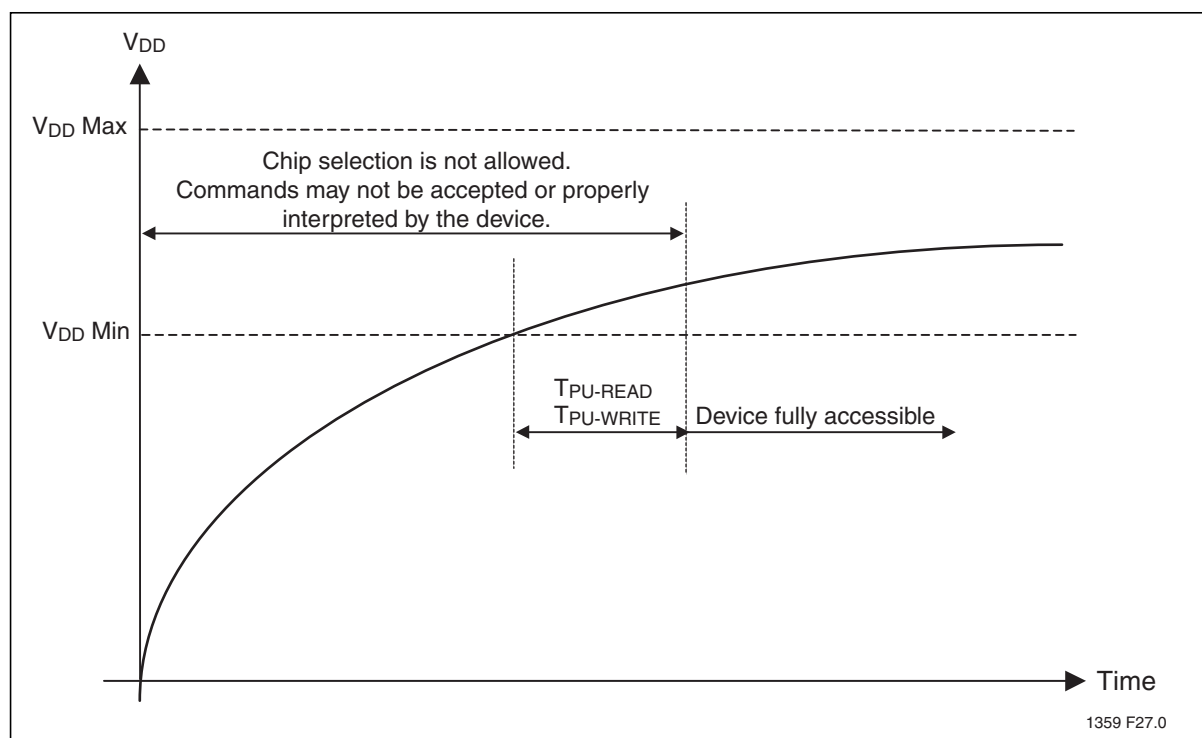 VDD
VDD Max
Chip selection is not allowed.
Commands may not be accepted or properly
interpreted by the device.
VDD Min
TPU-READ
TPU-WRITE
Device fully accessible
Time
1359 F27.0